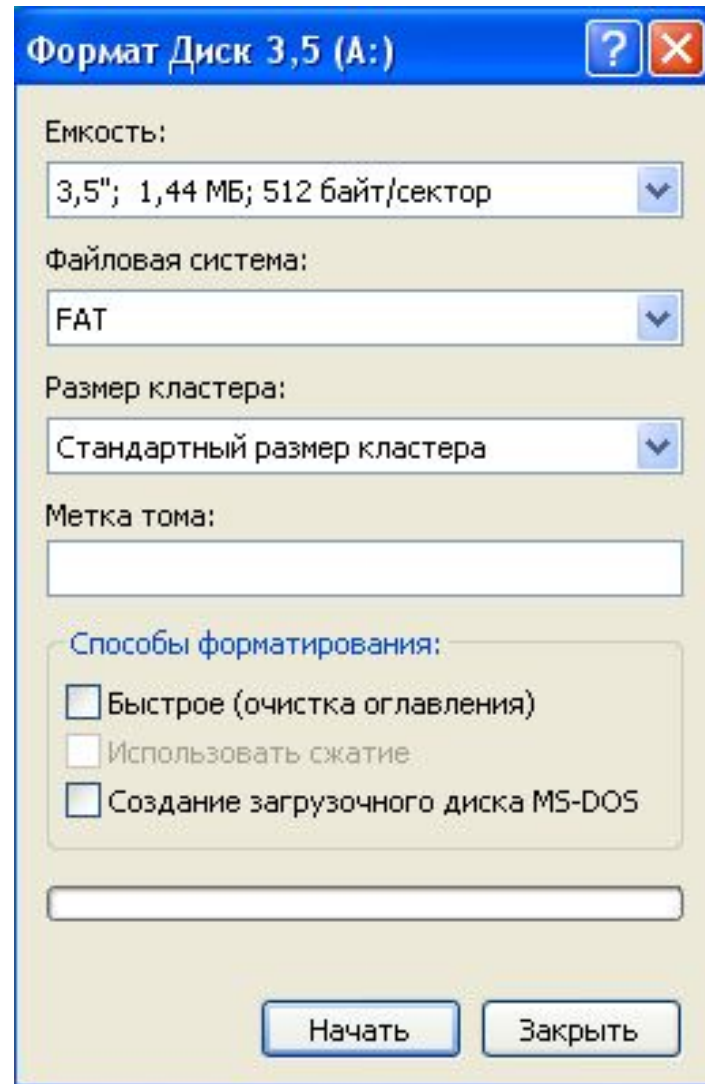 Формат Диск 3,5 (A:)
Емкость:
3,5"; 1,44 МБ; 512 байт/сектор
Файловая система:
FAT
Размер кластера:
Стандартный размер кластера
Метка тома:
Способы форматирования:
Быстрое (очистка оглавления)
Использовать сжатие
Создание загрузочного диска MS-DOS
Начать Закрыть